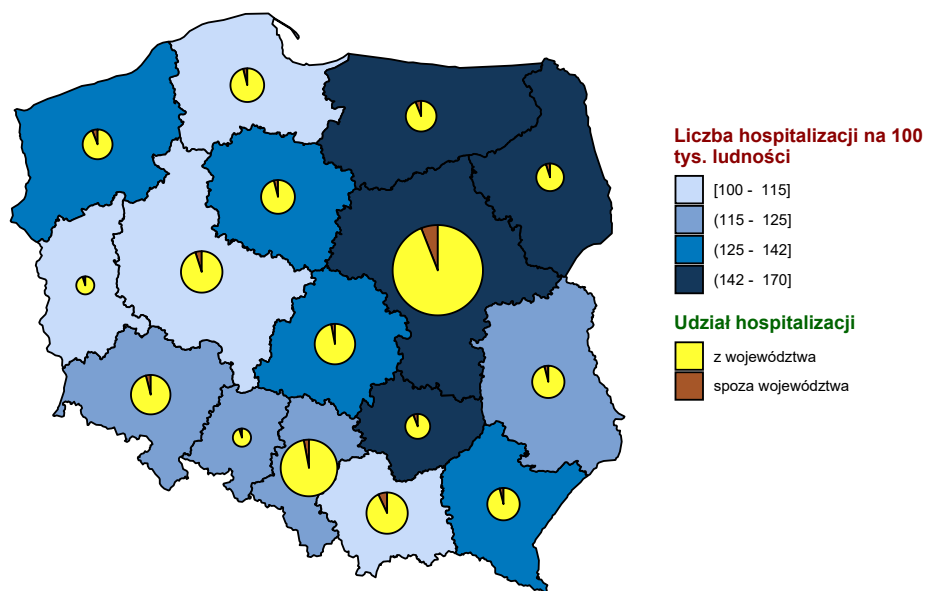 Liczba hospitalizacji na 100
tys. ludności
[100 - 115]
(115 - 125]
(125 - 142]
(142 - 170]
Udział hospitalizacji
z województwa
spoza województwa